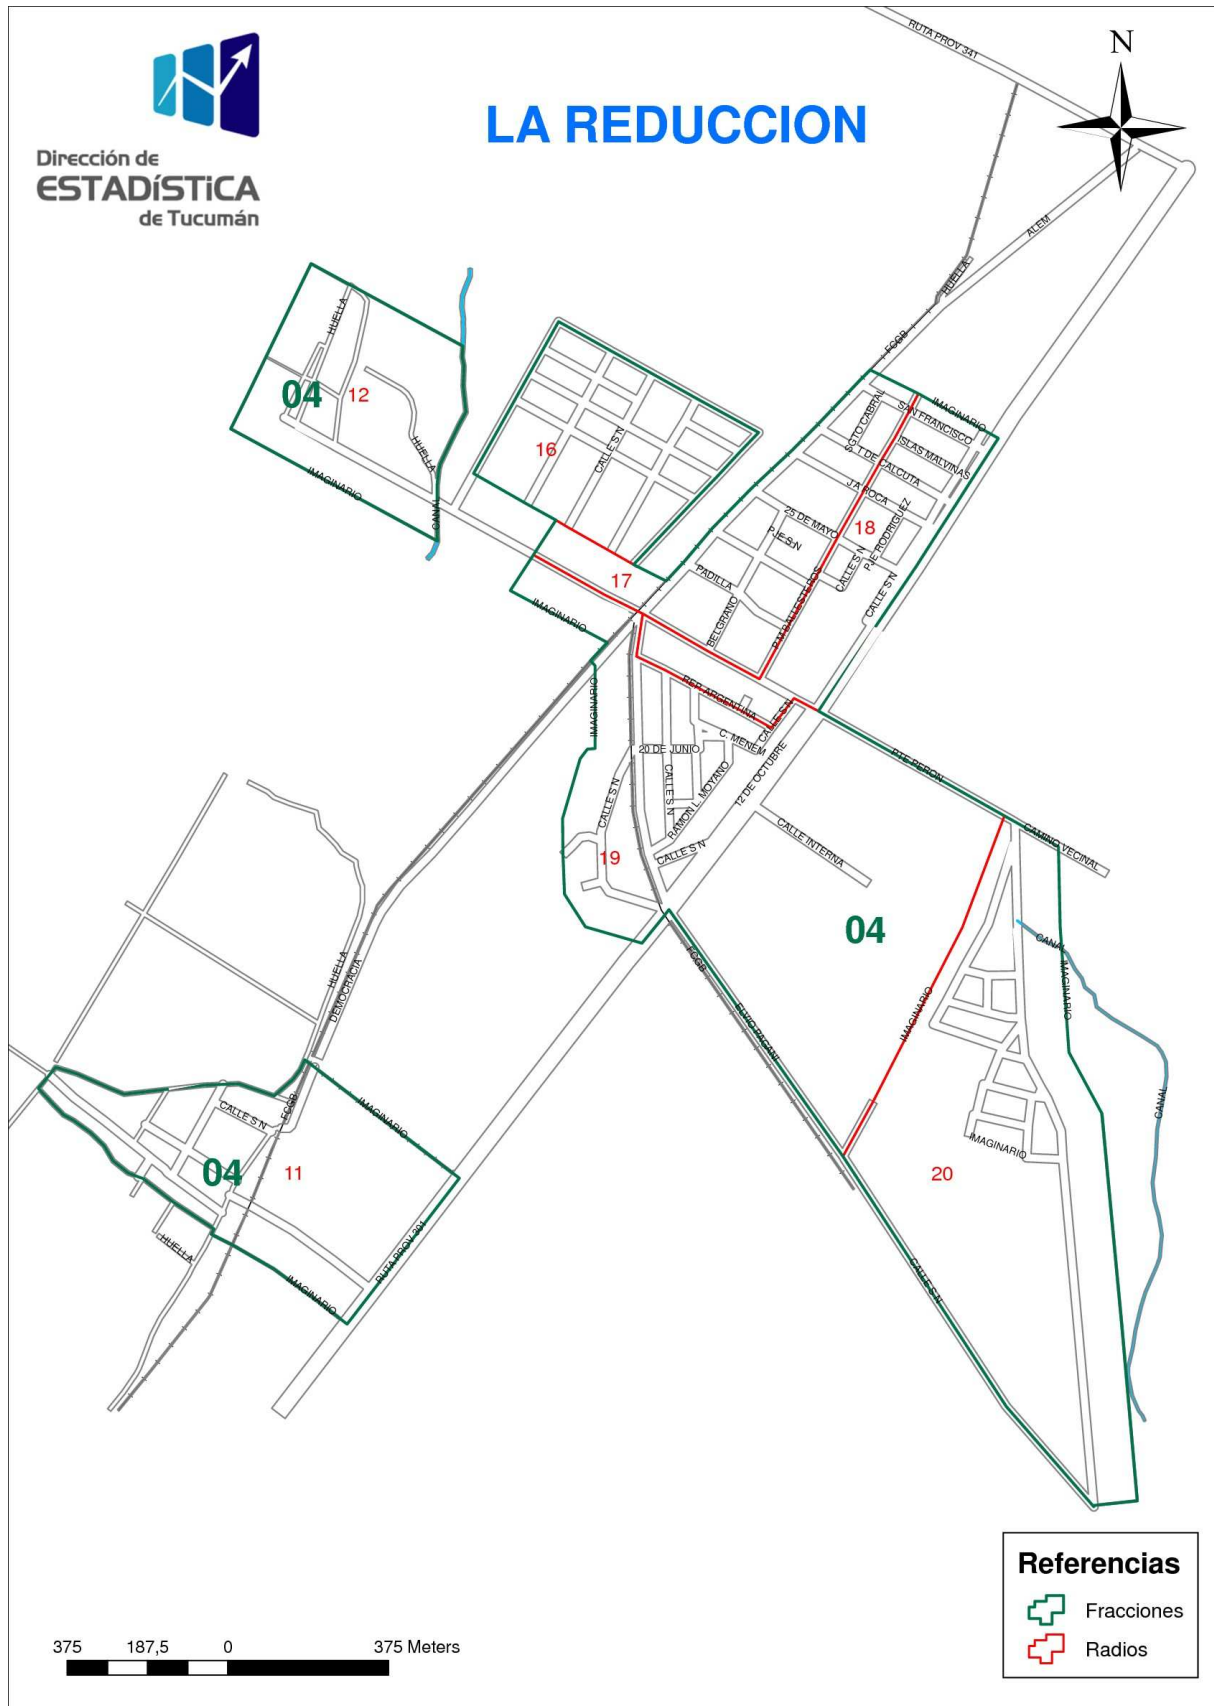 RUTA PROV 341
N
LA REDUCCION
Dirección de
ESTADíSTiCA
de Tucumán
ALEM
HUELLA
FCGB
HUELLA
04
12
HUELLA
IMAGINARIO
CANAL
16
CALLE S N
17
IMAGINARIO
IMAGINARIO
SGTO CABRAL
SAN FRANCISCO
ISLAS MALVINAS
T DE CALCUTA
J A ROCA
25 DE MAYO
18
PJE S N
PJE RODRIGUEZ
CALLE S N
CALLE S N
PADILLA
BELGRANO
P M BALLESTEROS
IMAGINARIO
REP. ARGENTINA
CALLE S N
C. MENEM
20 DE JUNIO
CALLE S N
CALLE S N
RAMON L. MOYANO
12 DE OCTUBRE
CALLE S N
19
PTE PERON
CAMINO VECINAL
CALLE INTERNA
04
CANAL
IMAGINARIO
IMAGINARIO
CANAL
FCGB
ELVIO PAGANI
IMAGINARIO
20
CALLE S N
HUELLA
DEMOCRACIA
FCGB
CALLE S N
IMAGINARIO
04
11
HUELLA
IMAGINARIO
RUTA PROV 301
Referencias
Fracciones
Radios
375 187,5 0 375 Meters